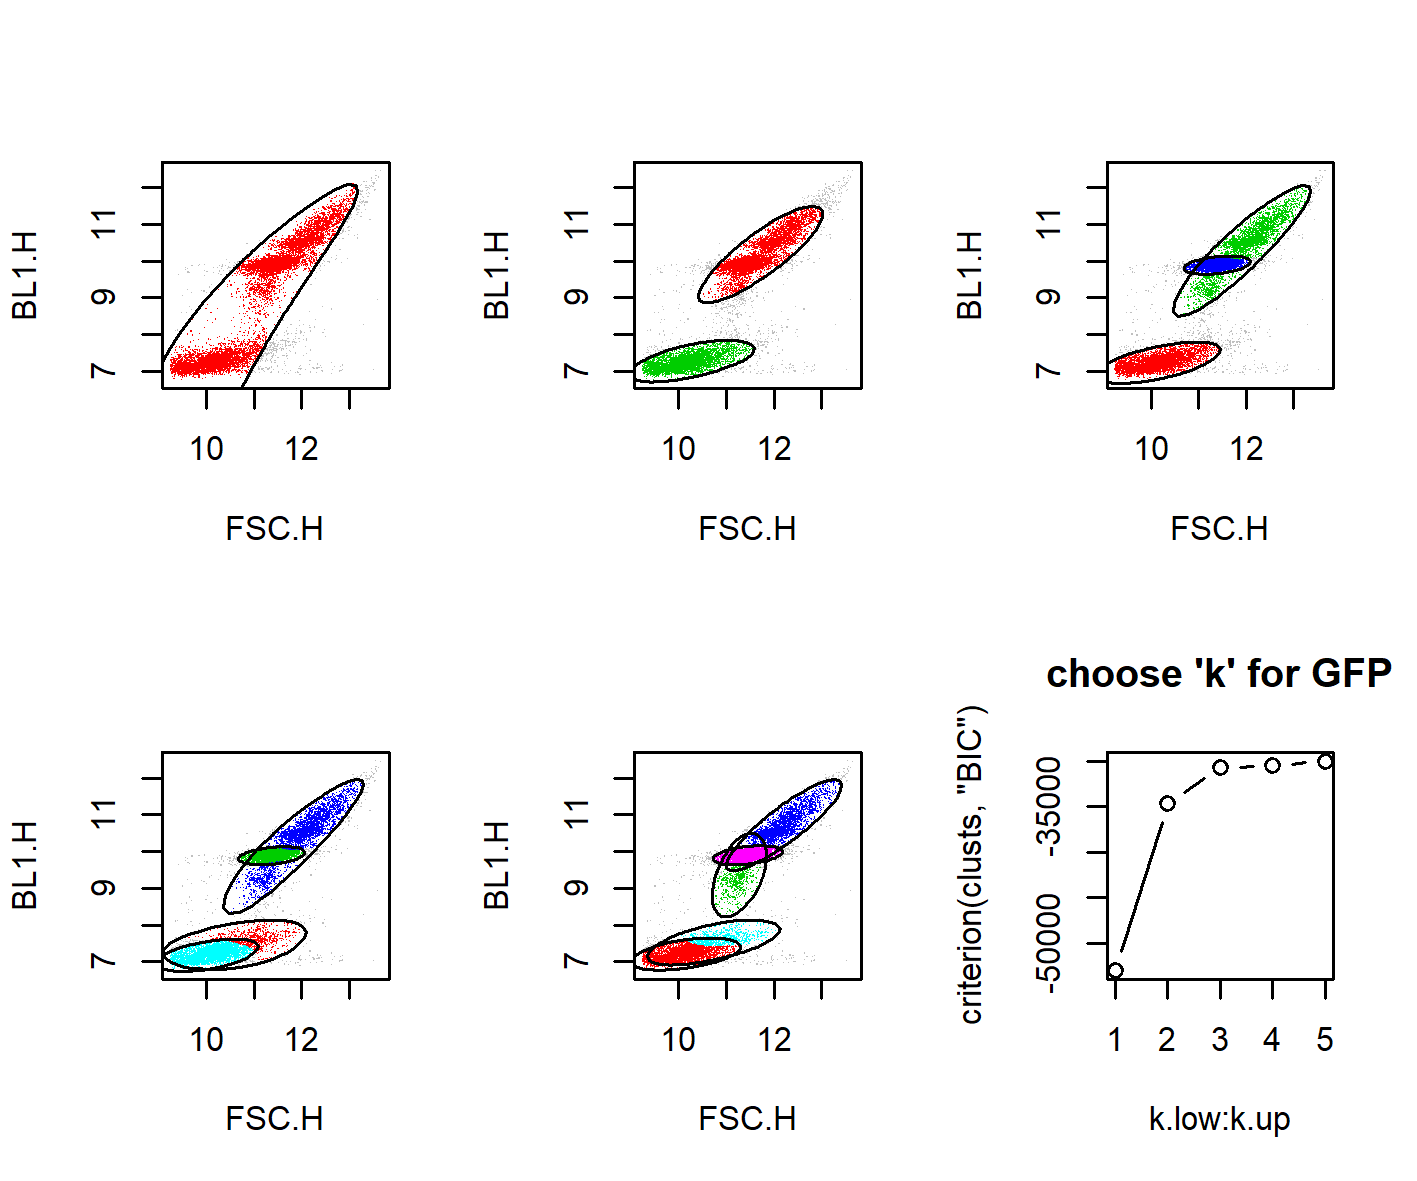 BL1.H
7 9 11
10 12
FSC.H
BL1.H
7 9 11
10 12
FSC.H
BL1.H
7 9 11
10 12
FSC.H
BL1.H
7 9 11
10 12
FSC.H
BL1.H
7 9 11
10 12
FSC.H
choose 'k' for GFP
criterion(clusts, "BIC")
-50000 -35000
1 2 3 4 5
k.low:k.up